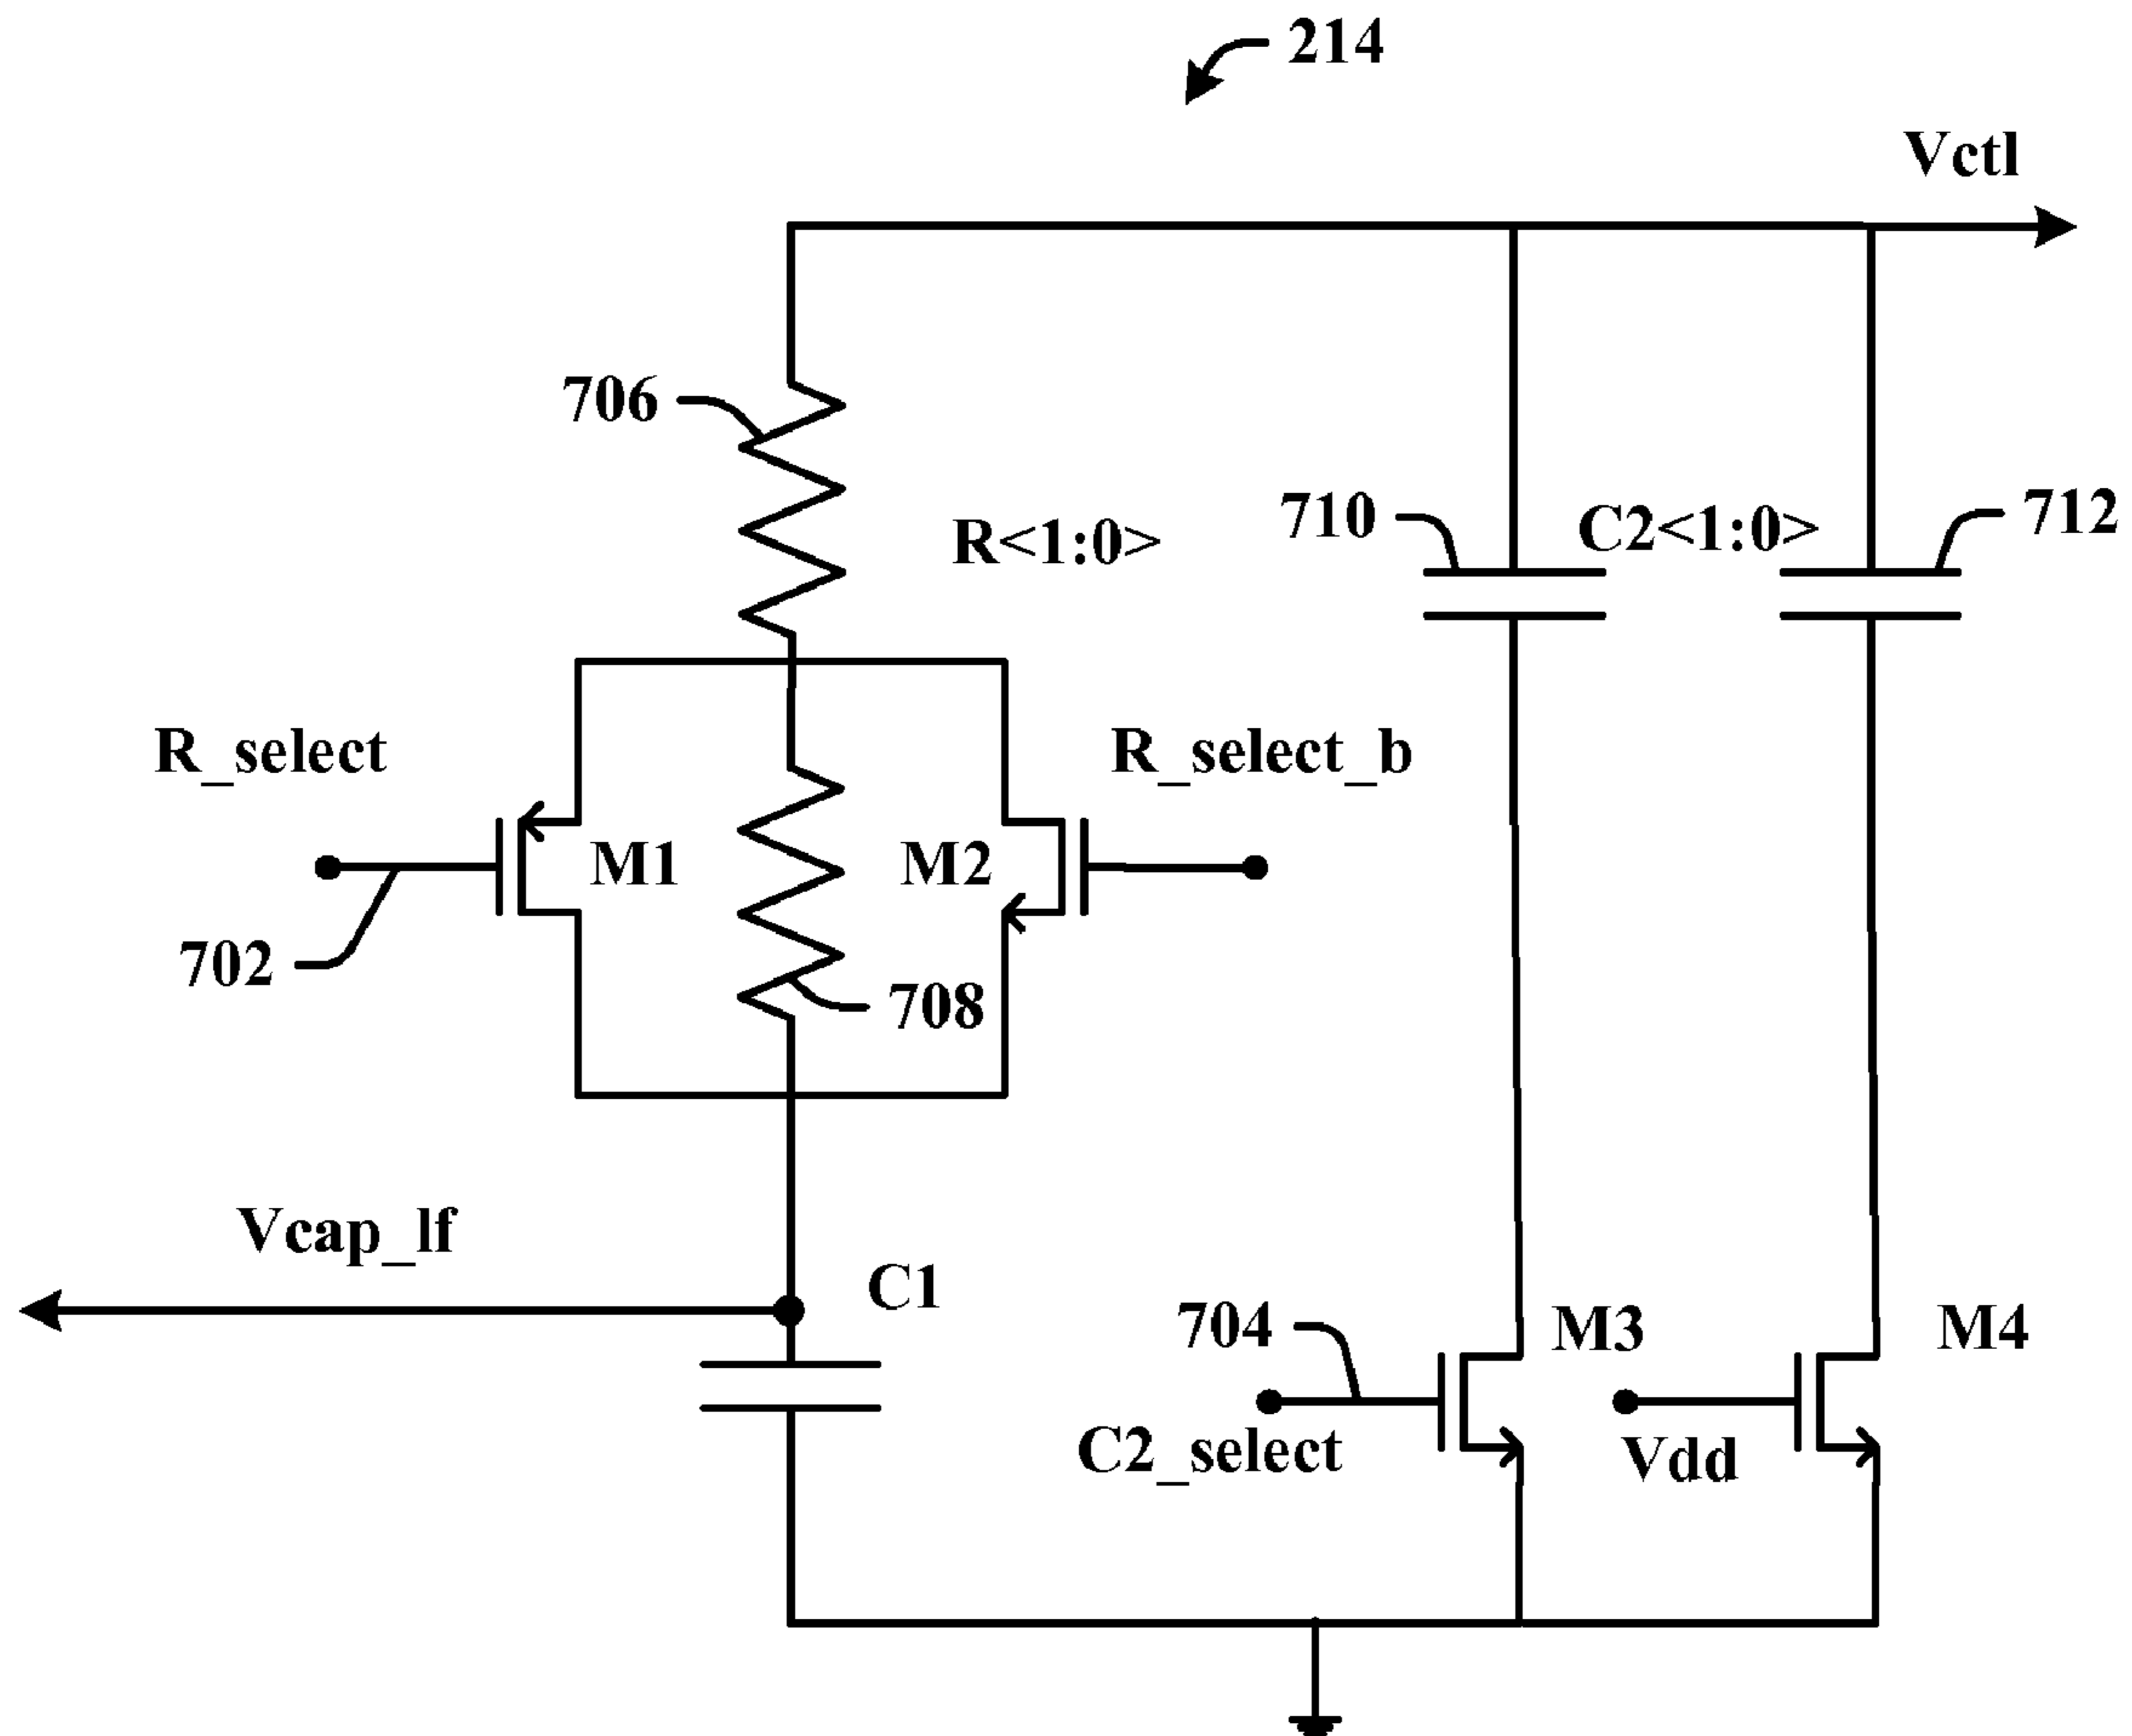 214
Vctl
706
R<1:0>
710
C2<1:0>
712
R_select
R_select_b
M1
M2
702
708
Vcap_lf
C1
704
M3
M4
C2_select
Vdd